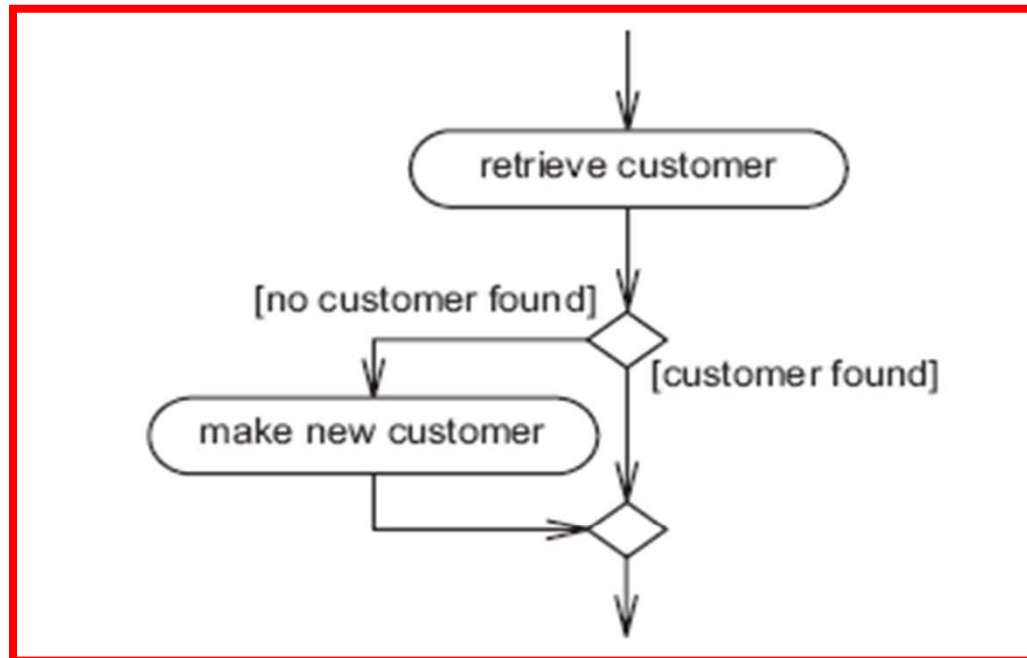 retrieve customer
[no customer found]
[customer found]
make new customer